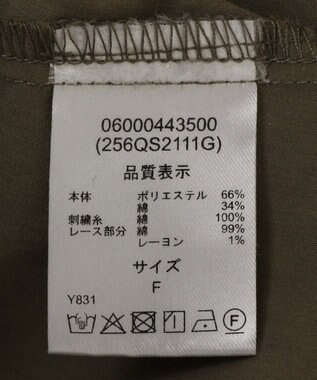 06000443500
(256QS2111G)
品質表示
本体 ポリエステル 66%
綿 34%
刺繍糸 綿 100%
レース部分 綿 99%
レーヨン 1%
サイズ
F
Y831
F